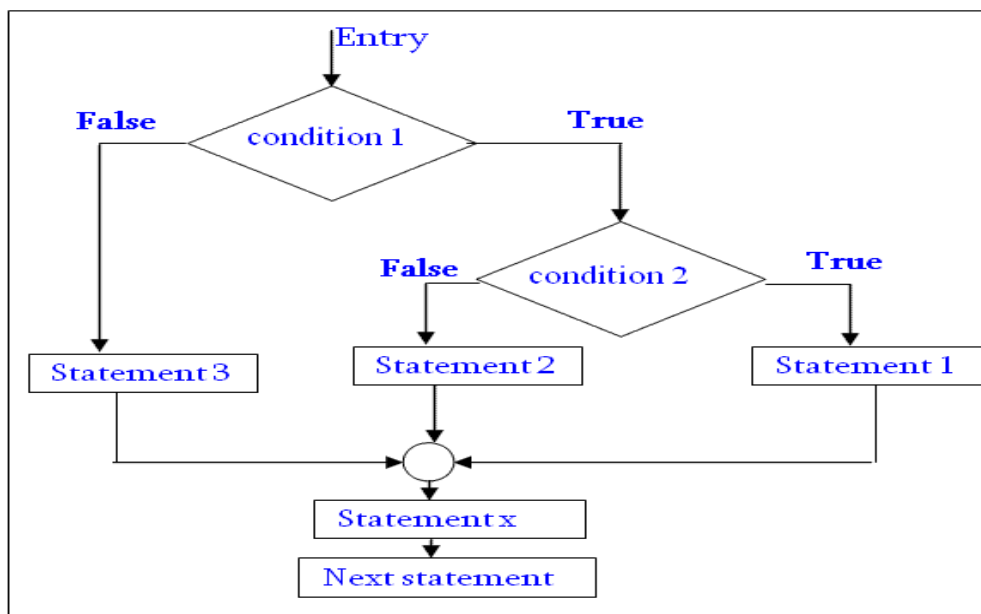 Entry
False
True
condition 1
False
True
condition 2
Statement 3
Statement 2
Statement 1
Statement x
Next statement